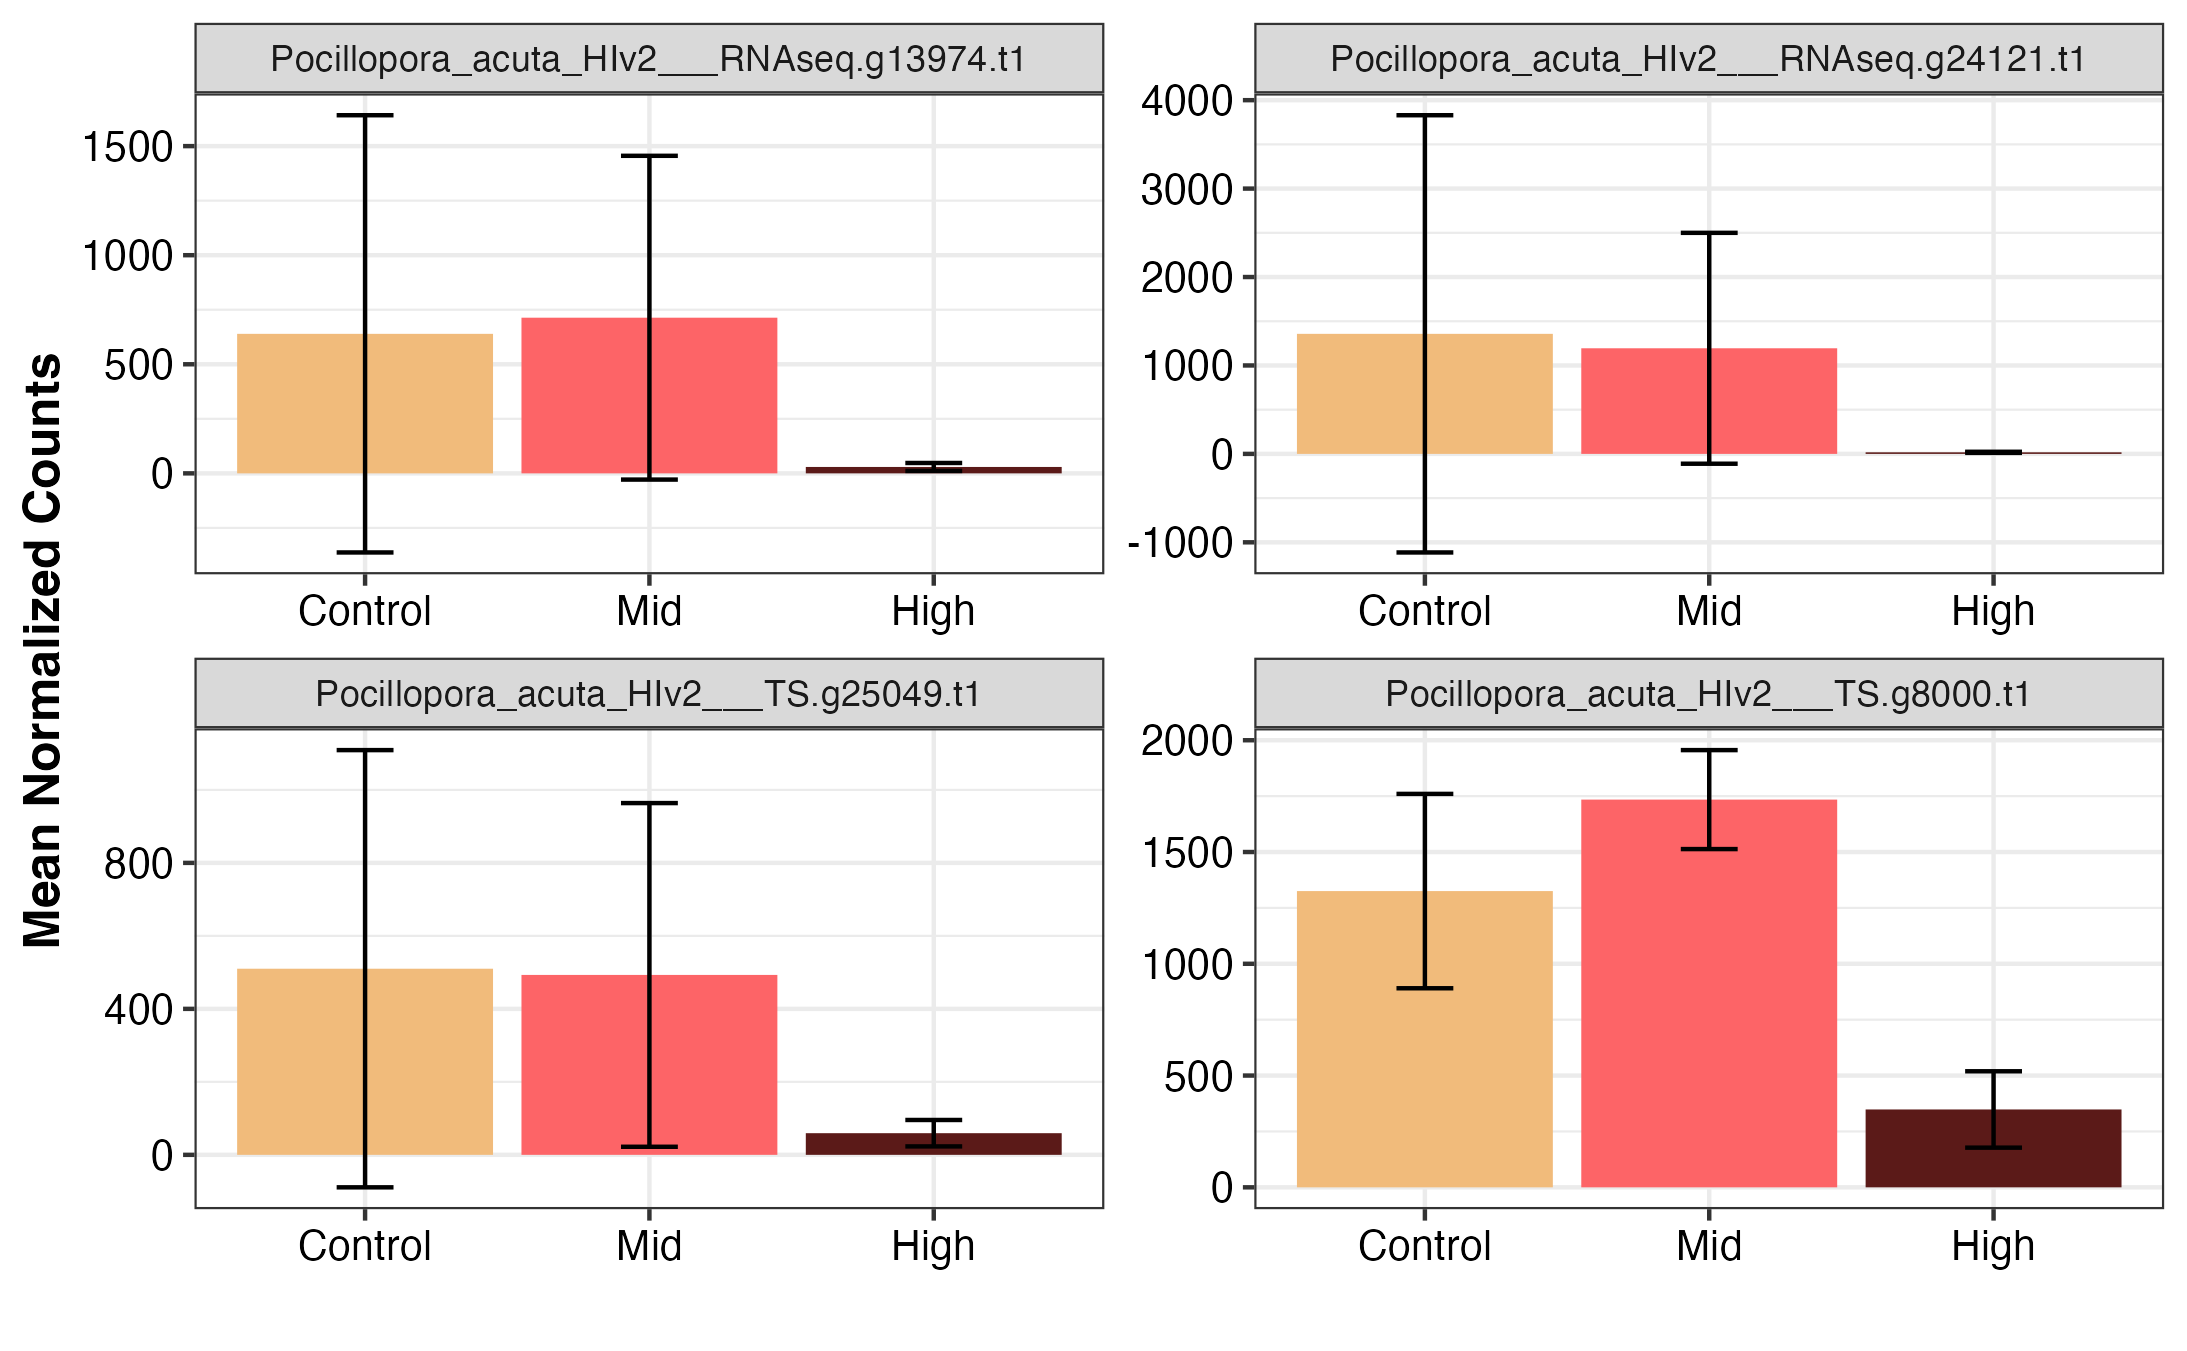 Mean Normalized Counts
Pocillopora_acuta_HIv2___RNAseq.g13974.t1
1500
1000
500
0
Control Mid High
Pocillopora_acuta_HIv2___RNAseq.g24121.t1
4000
3000
2000
1000
0
-1000
Control Mid High
Pocillopora_acuta_HIv2___TS.g25049.t1
800
400
0
Control Mid High
Pocillopora_acuta_HIv2___TS.g8000.t1
2000
1500
1000
500
0
Control Mid High